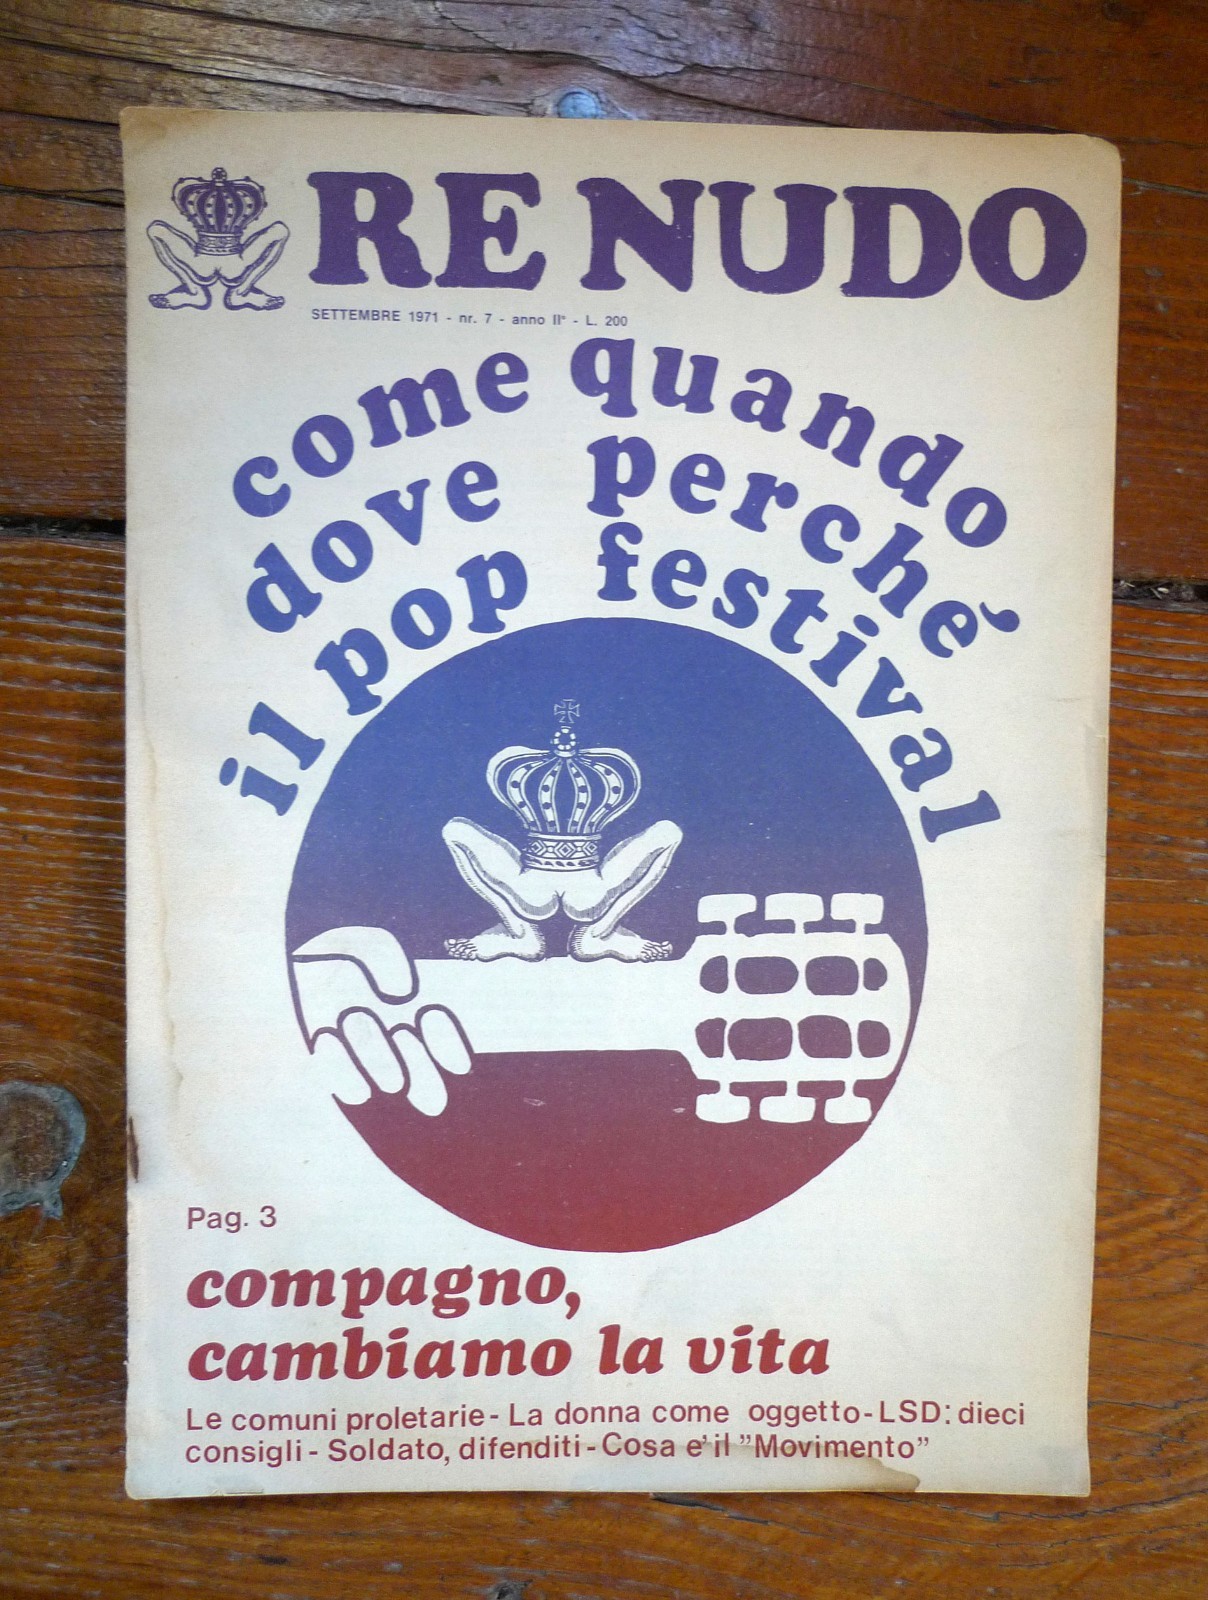 RE NUDO
SETTEMBRE 1971 - nr. 7 - anno II° - L. 200
come quando
dove perché
il pop festival
Pag. 3
compagno,
cambiamo la vita
Le comuni proletarie - La donna come oggetto - LSD: dieci
consigli - Soldato, difenditi - Cosa e' il "Movimento"